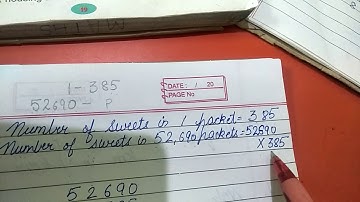 1 - 385
52690 - P
DATE: / 20
PAGE No
Number of sweets in 1 packet = 385
Number of sweets in 52,690 packets = 52690
X 385
52690